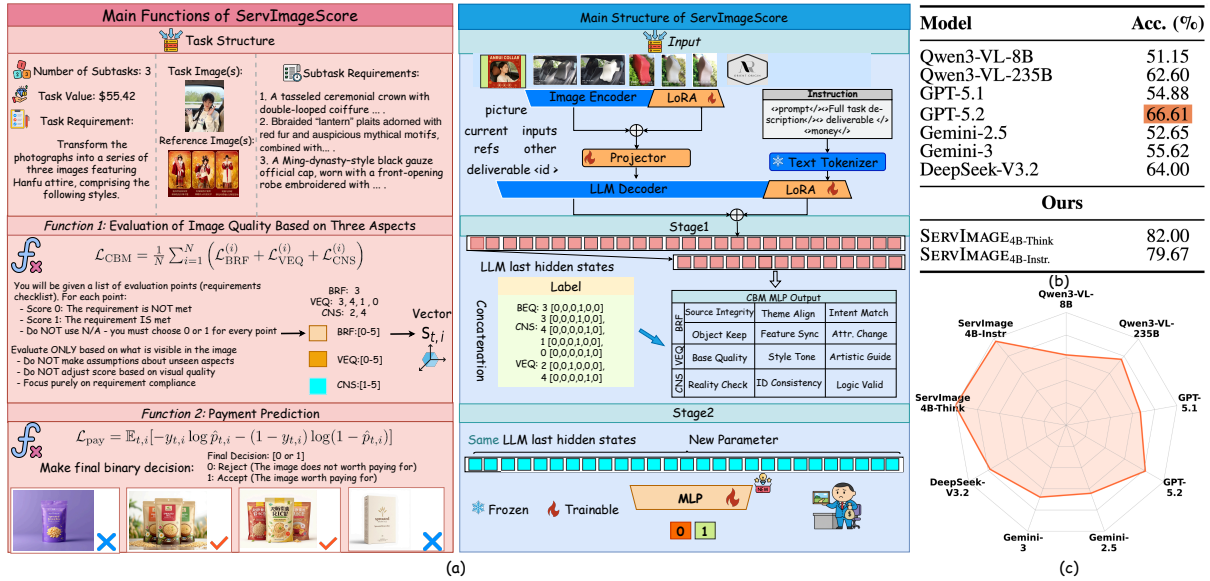 Main Functions of ServImageScore
Task Structure
Number of Subtasks: 3
Task Value: $55.42
Task Requirement:
Transform the
photographs into a series of
three images featuring
Hanfu attire, comprising the
following styles.
Task Image(s):
Reference Image(s):
Subtask Requirements:
1. A tasseled ceremonial crown with
double-looped coiffure ... .
2. Bbraided “lantern” plaits adorned with
red fur and auspicious mythical motifs,
combined with... .
3. A Ming-dynasty-style black gauze
official cap, worn with a front-opening
robe embroidered with ... .
Function 1: Evaluation of Image Quality Based on Three Aspects
L_CBM = 1/N ∑_{i=1}^{N} (L_BRF^{(i)} + L_VEQ^{(i)} + L_CNS^{(i)})
You will be given a list of evaluation points (requirements
checklist). For each point:
- Score 0: The requirement is NOT met
- Score 1: The requirement IS met
- Do NOT use N/A - you must choose 0 or 1 for every point
Evaluate ONLY based on what is visible in the image
- Do NOT make assumptions about unseen aspects
- Do NOT adjust score based on visual quality
- Focus purely on requirement compliance
BRF: 3
VEQ: 3, 4, 1 , 0
CNS: 2, 4
BRF:[0-5]
VEQ:[0-5]
CNS:[1-5]
Vector
S_{t,i}
Function 2: Payment Prediction
L_pay = E_{t,i}[−y_{t,i} log p̂_{t,i} − (1 − y_{t,i}) log(1 − p̂_{t,i})]
Make final binary decision:
Final Decision: [0 or 1]
0: Reject (The image does not worth paying for)
1: Accept (The image worth paying for)
Main Structure of ServImageScore
Input
Image Encoder
LoRA
picture
current inputs
refs other
deliverable <id >
Instruction
<>prompt</><>Full task de-
scription</><> deliverable </>
<>money</>
Projector
Text Tokenizer
LLM Decoder
LoRA
Stage1
LLM last hidden states
Concatenation
Label
BEQ: 3 [0,0,0,1,0,0]
3 [0,0,0,1,0,0]
CNS: 4 [0,0,0,0,1,0]
1 [0,0,0,1,0,0]
0 [0,0,0,1,0,0]
VEQ: 2 [0,0,1,0,0,0]
4 [0,0,0,0,1,0]
CBM MLP Output
BRF
Source Integrity Theme Align Intent Match
Object Keep Feature Sync Attr. Change
VEQ
Base Quality Style Tone Artistic Guide
CNS
Reality Check ID Consistency Logic Valid
Stage2
Same LLM last hidden states
New Parameter
MLP
NEW
Frozen
Trainable
0 1
(a)
Model Acc. (%)
Qwen3-VL-8B 51.15
Qwen3-VL-235B 62.60
GPT-5.1 54.88
GPT-5.2 66.61
Gemini-2.5 52.65
Gemini-3 55.62
DeepSeek-V3.2 64.00
Ours
SERVIMAGE4B-Think 82.00
SERVIMAGE4B-Instr. 79.67
(b)
Qwen3-VL-
8B
Qwen3-VL-
235B
GPT-
5.1
GPT-
5.2
Gemini-
2.5
Gemini-
3
DeepSeek-
V3.2
ServImage
4B-Think
ServImage
4B-Instr
(c)